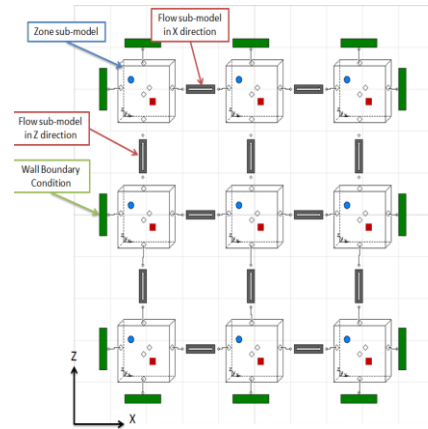 Zone sub-model
Flow sub-model
in X direction
Flow sub-model
in Z direction
Wall Boundary
Condition
Z
X